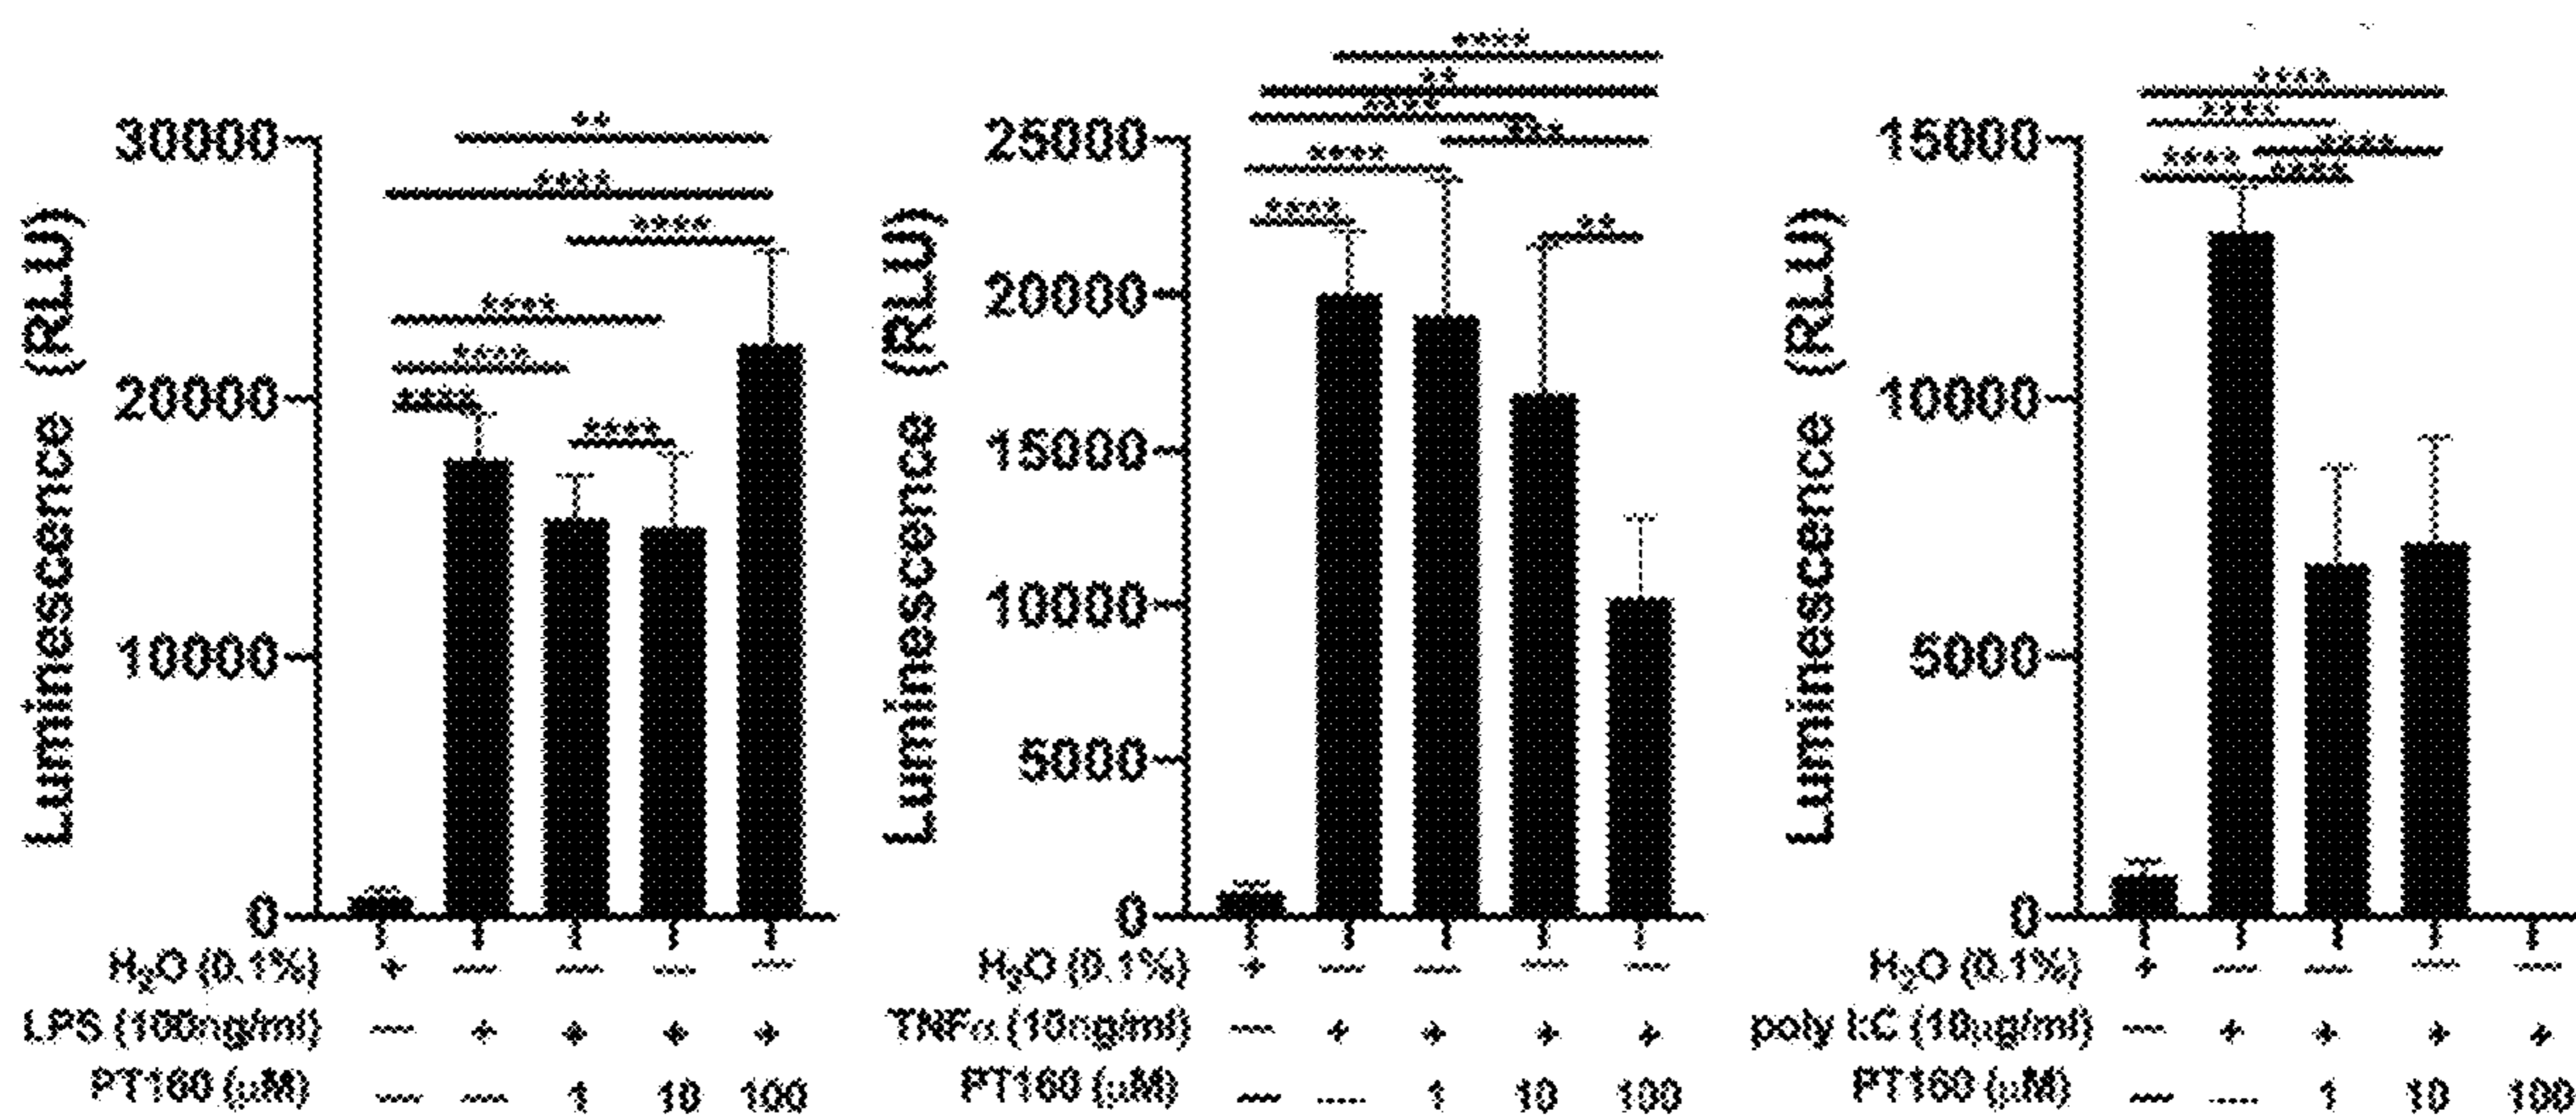 Luminescence (RLU)
30000
20000
10000
0
**
****
****
****
****
****
****
H₂O (0.1%) + — — — —
LPS (100ng/ml) — + + + +
PT160 (μM) — — 1 10 100
Luminescence (RLU)
25000
20000
15000
10000
5000
0
****
**
****
***
****
****
**
H₂O (0.1%) + — — — —
TNFα (10ng/ml) — + + + +
PT160 (μM) — — 1 10 100
Luminescence (RLU)
15000
10000
5000
0
****
****
****
****
****
H₂O (0.1%) + — — — —
poly I:C (10μg/ml) — + + + +
PT160 (μM) — — 1 10 100